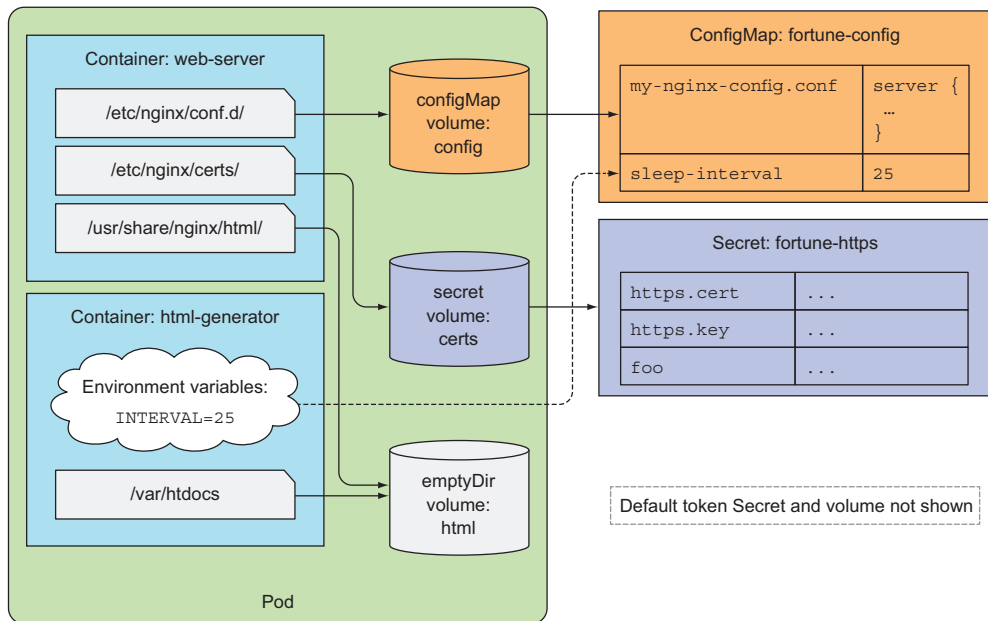 Container: web-server
/etc/nginx/conf.d/
/etc/nginx/certs/
/usr/share/nginx/html/
Container: html-generator
Environment variables:
INTERVAL=25
/var/htdocs
configMap
volume:
config
secret
volume:
certs
emptyDir
volume:
html
Pod
ConfigMap: fortune-config
my-nginx-config.conf
server {
…
}
sleep-interval
25
Secret: fortune-https
https.cert
...
https.key
...
foo
...
Default token Secret and volume not shown